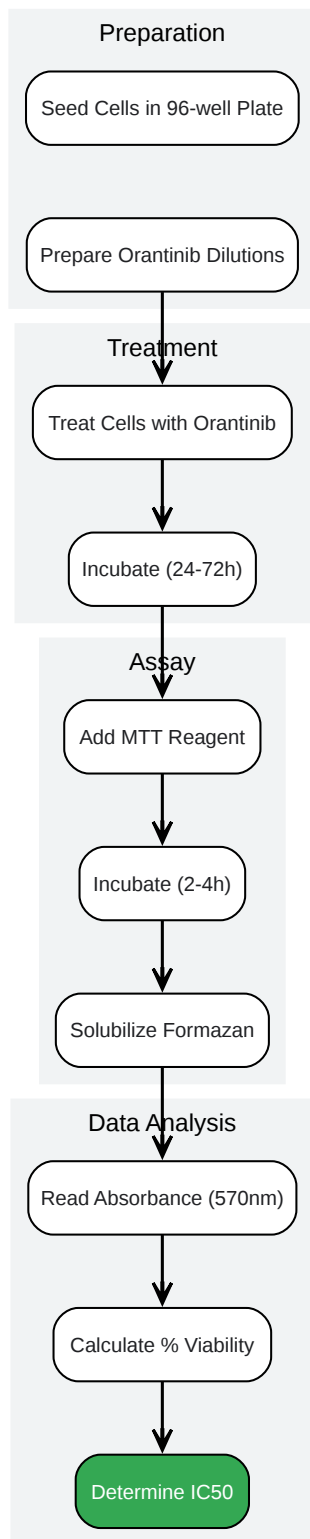 Preparation
Seed Cells in 96-well Plate
Prepare Orantinib Dilutions
Treatment
Treat Cells with Orantinib
Incubate (24-72h)
Assay
Add MTT Reagent
Incubate (2-4h)
Solubilize Formazan
Data Analysis
Read Absorbance (570nm)
Calculate % Viability
Determine IC50